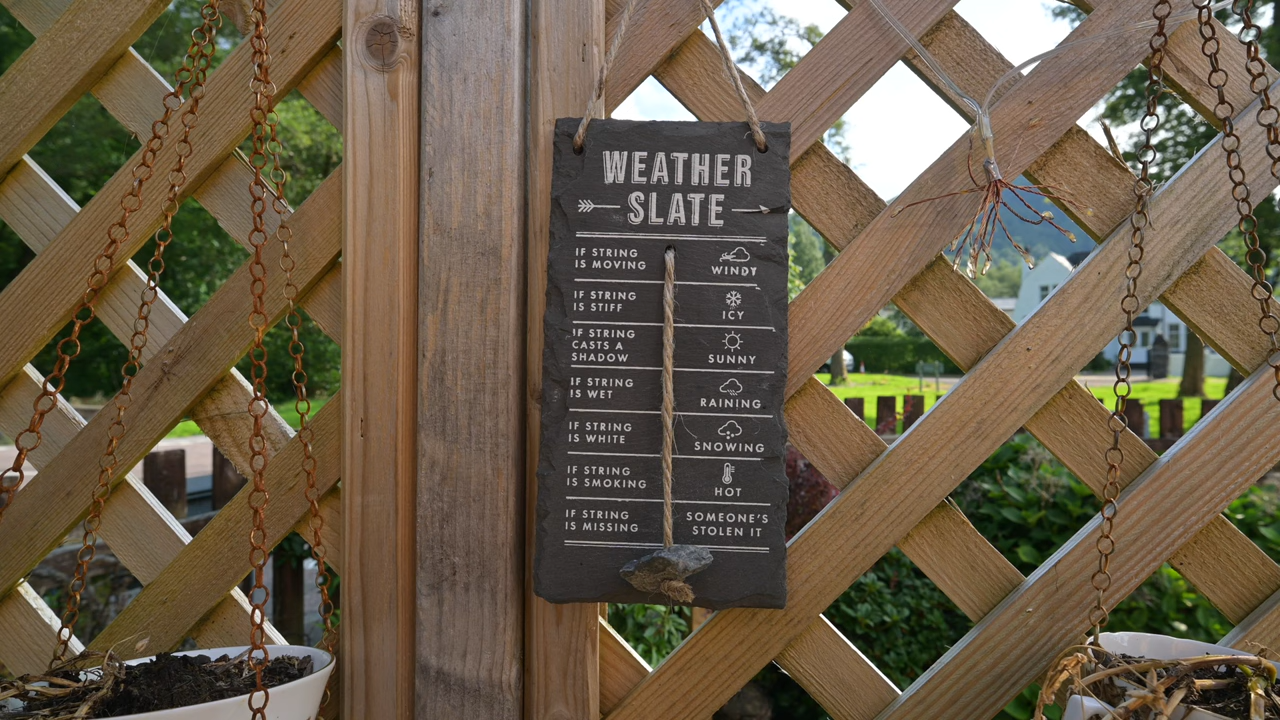 WEATHER
SLATE
IF STRING
IS MOVING
WINDY
IF STRING
IS STIFF
ICY
IF STRING
CASTS A
SHADOW
SUNNY
IF STRING
IS WET
RAINING
IF STRING
IS WHITE
SNOWING
IF STRING
IS SMOKING
HOT
IF STRING
IS MISSING
SOMEONE'S
STOLEN IT